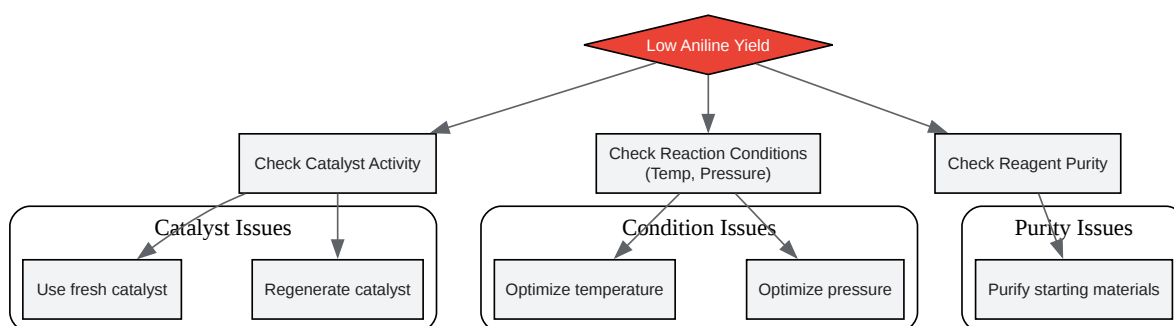 Low Aniline Yield
Check Catalyst Activity
Check Reaction Conditions
(Temp, Pressure)
Check Reagent Purity
Catalyst Issues
Condition Issues
Purity Issues
Use fresh catalyst
Regenerate catalyst
Optimize temperature
Optimize pressure
Purify starting materials